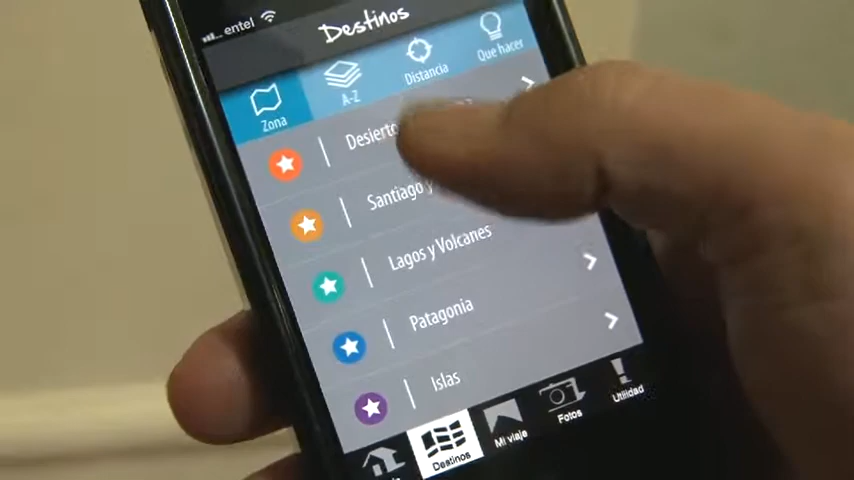 entel
Destinos
Zona
A-Z
Distancia
Que hacer
Desierto
Santiago y
Lagos y Volcanes
Patagonia
Islas
Destinos
Mi viaje
Fotos
Utilidad